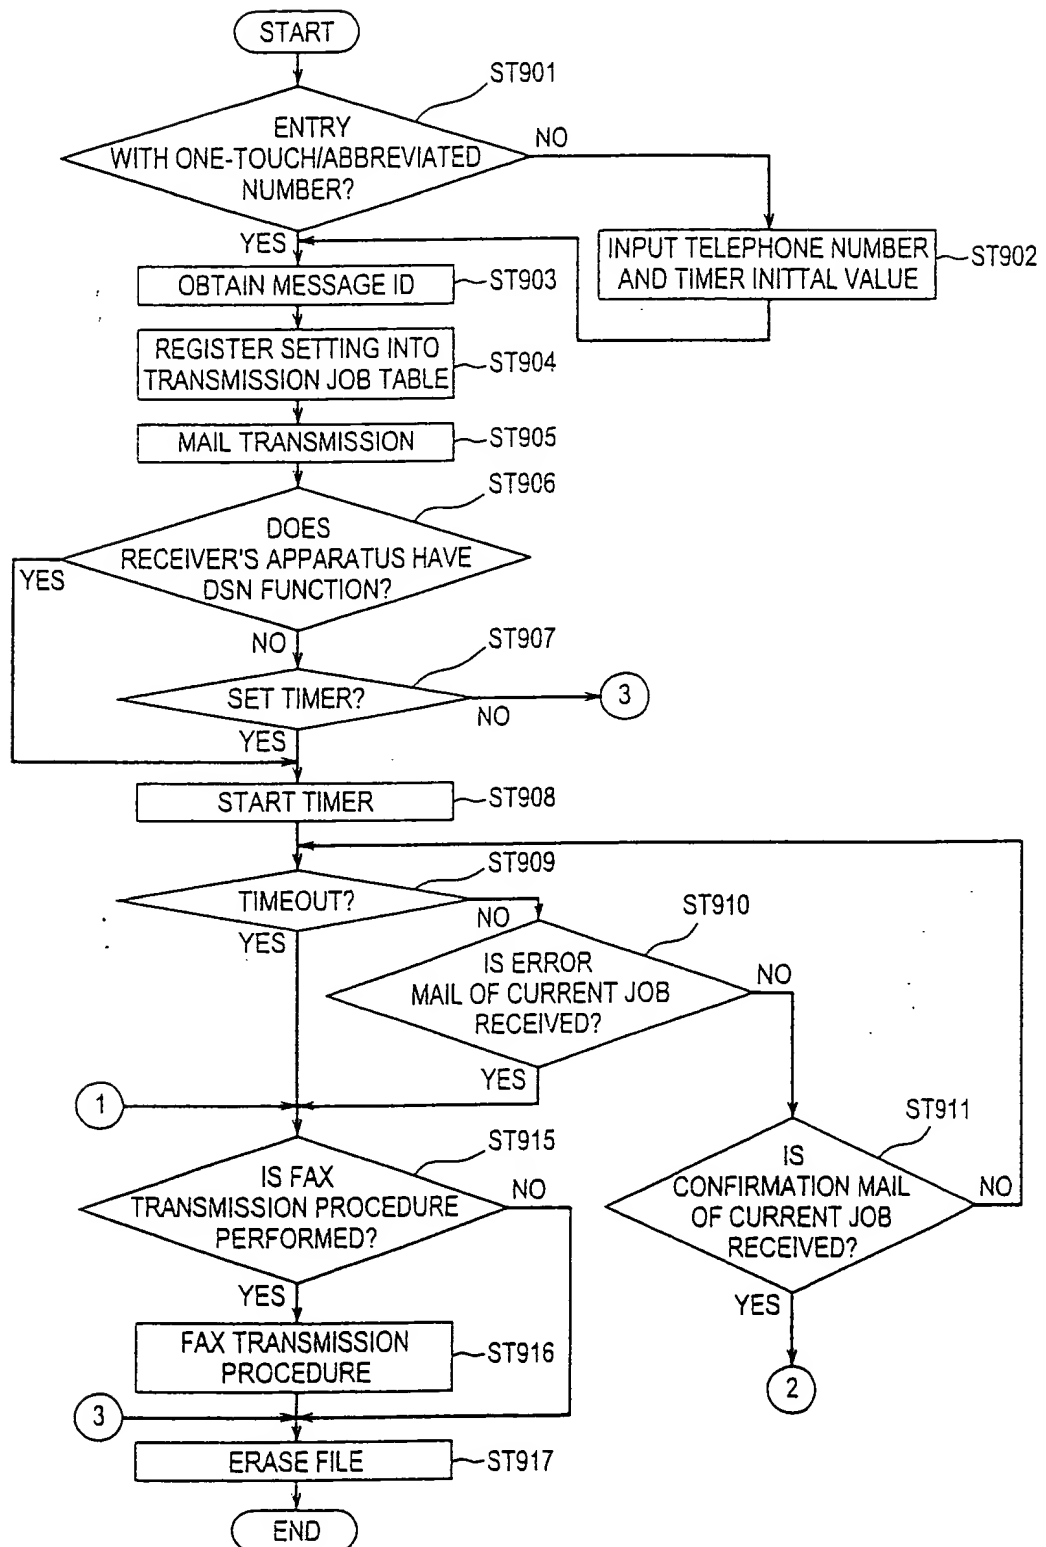 START
ST901
ENTRY
WITH ONE-TOUCH/ABBREVIATED
NUMBER?
NO
YES
INPUT TELEPHONE NUMBER
AND TIMER INITTAL VALUE
ST902
OBTAIN MESSAGE ID
ST903
REGISTER SETTING INTO
TRANSMISSION JOB TABLE
ST904
MAIL TRANSMISSION
ST905
ST906
DOES
RECEIVER'S APPARATUS HAVE
DSN FUNCTION?
YES
NO
ST907
SET TIMER?
NO
3
YES
START TIMER
ST908
ST909
TIMEOUT?
NO
YES
ST910
IS ERROR
MAIL OF CURRENT JOB
RECEIVED?
NO
YES
1
ST911
IS
CONFIRMATION MAIL
OF CURRENT JOB
RECEIVED?
NO
YES
2
ST915
IS FAX
TRANSMISSION PROCEDURE
PERFORMED?
NO
YES
FAX TRANSMISSION
PROCEDURE
ST916
3
ERASE FILE
ST917
END